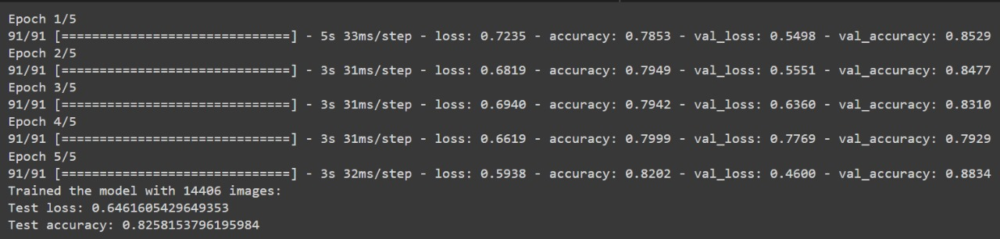 Epoch 1/5
91/91 [==============================] - 5s 33ms/step - loss: 0.7235 - accuracy: 0.7853 - val_loss: 0.5498 - val_accuracy: 0.8529
Epoch 2/5
91/91 [==============================] - 3s 31ms/step - loss: 0.6819 - accuracy: 0.7949 - val_loss: 0.5551 - val_accuracy: 0.8477
Epoch 3/5
91/91 [==============================] - 3s 31ms/step - loss: 0.6940 - accuracy: 0.7942 - val_loss: 0.6360 - val_accuracy: 0.8310
Epoch 4/5
91/91 [==============================] - 3s 31ms/step - loss: 0.6619 - accuracy: 0.7999 - val_loss: 0.7769 - val_accuracy: 0.7929
Epoch 5/5
91/91 [==============================] - 3s 32ms/step - loss: 0.5938 - accuracy: 0.8202 - val_loss: 0.4600 - val_accuracy: 0.8834
Trained the model with 14406 images:
Test loss: 0.6461605429649353
Test accuracy: 0.8258153796195984